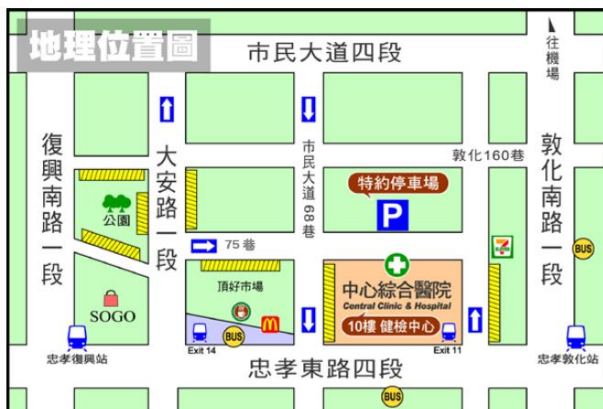 地理位置圖
市民大道四段
往機場
復興南路一段
大安路一段
市民大道68巷
敦化160巷
敦化南路一段
特約停車場
P
公園
75巷
7
ELEVEN
BUS
頂好市場
中心綜合醫院
Central Clinic & Hospital
10樓 健檢中心
SOGO
BUS
忠孝復興站
Exit 14
忠孝東路四段
Exit 11
忠孝敦化站
BUS